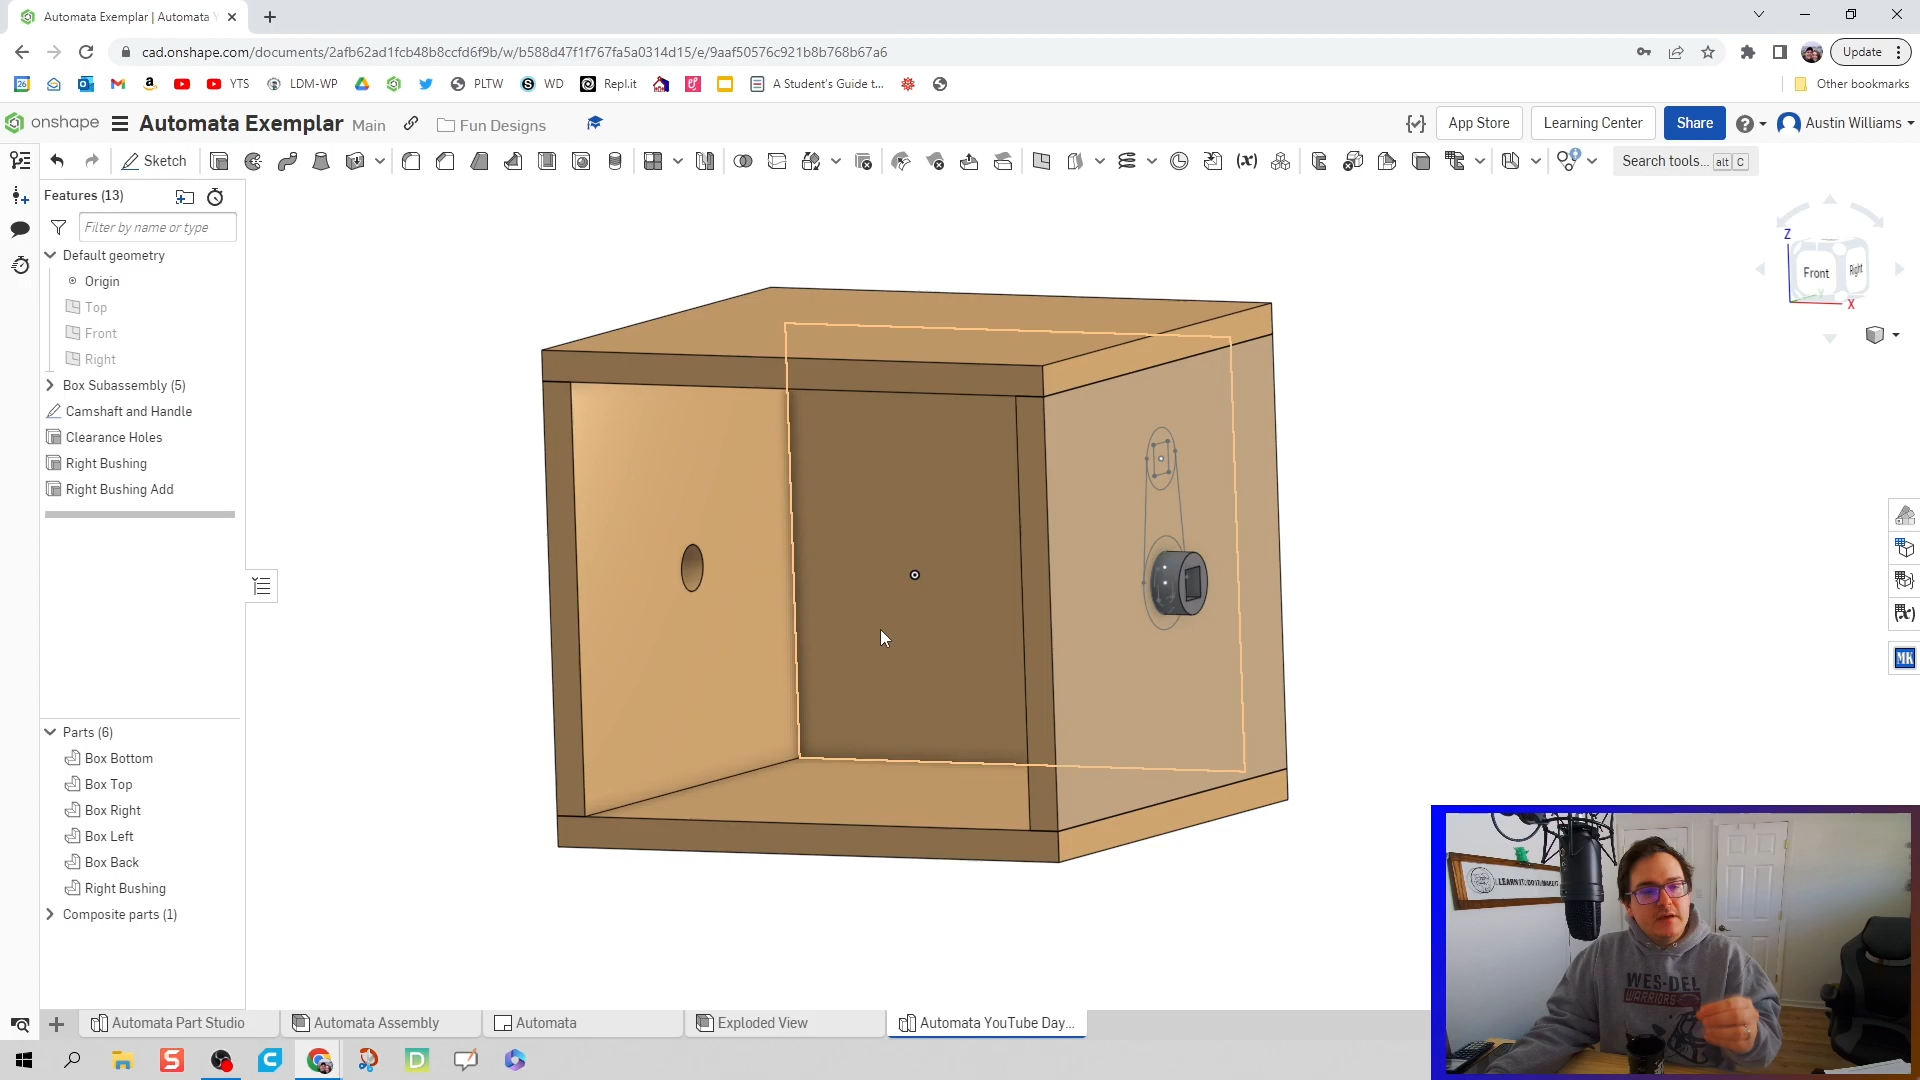 Automata Exemplar | Automata Y
cad.onshape.com/documents/2afb62ad1fcb48b8ccfd6f9b/w/b588d47f1f767fa5a0314d15/e/9aaf50576c921b8b768b67a6
Update
26
YTS
LDM-WP
PLTW
WD
Repl.it
A Student's Guide t...
Other bookmarks
onshape
Automata Exemplar Main
Fun Designs
App Store
Learning Center
Share
Austin Williams
Sketch
Search tools... alt C
Features (13)
Filter by name or type
Default geometry
Origin
Top
Front
Right
Box Subassembly (5)
Camshaft and Handle
Clearance Holes
Right Bushing
Right Bushing Add
Z
Front
Right
X
MK
Parts (6)
Box Bottom
Box Top
Box Right
Box Left
Box Back
Right Bushing
Composite parts (1)
WES-DEL
WARRIORS
Automata Part Studio
Automata Assembly
Automata
Exploded View
Automata YouTube Day...